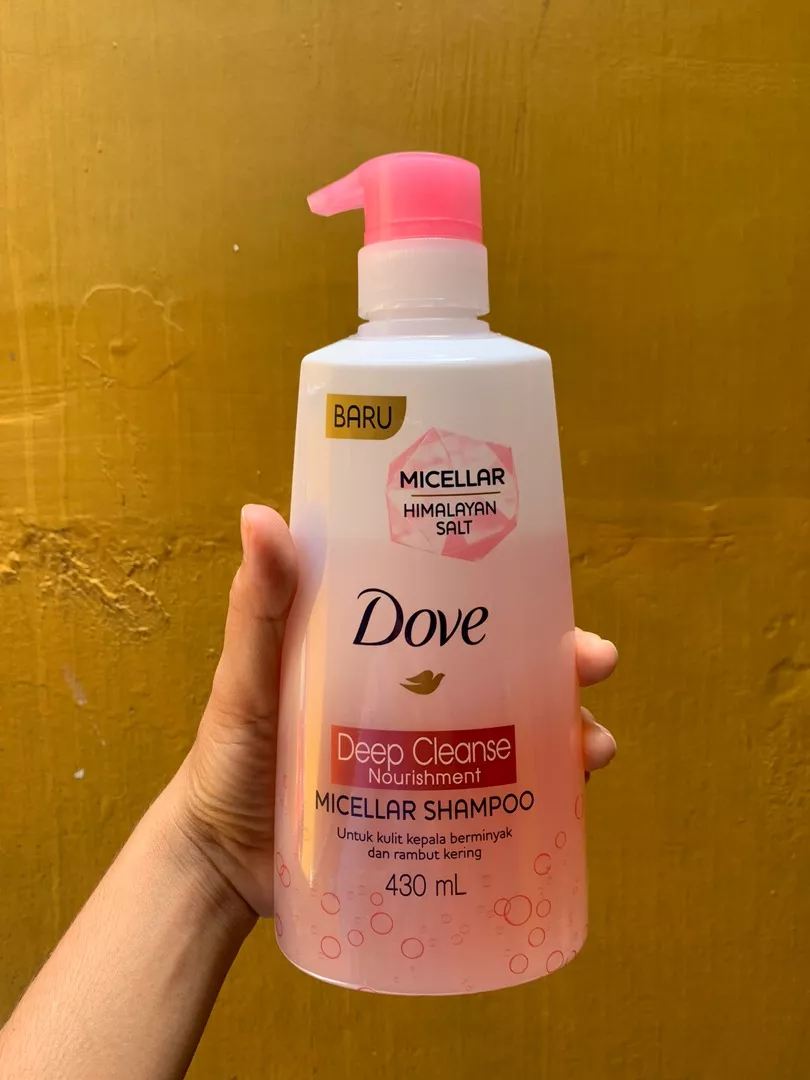 BARU
MICELLAR
HIMALAYAN
SALT
Dove
Deep Cleanse
Nourishment
MICELLAR SHAMPOO
Untuk kulit kepala berminyak
dan rambut kering
430 mL